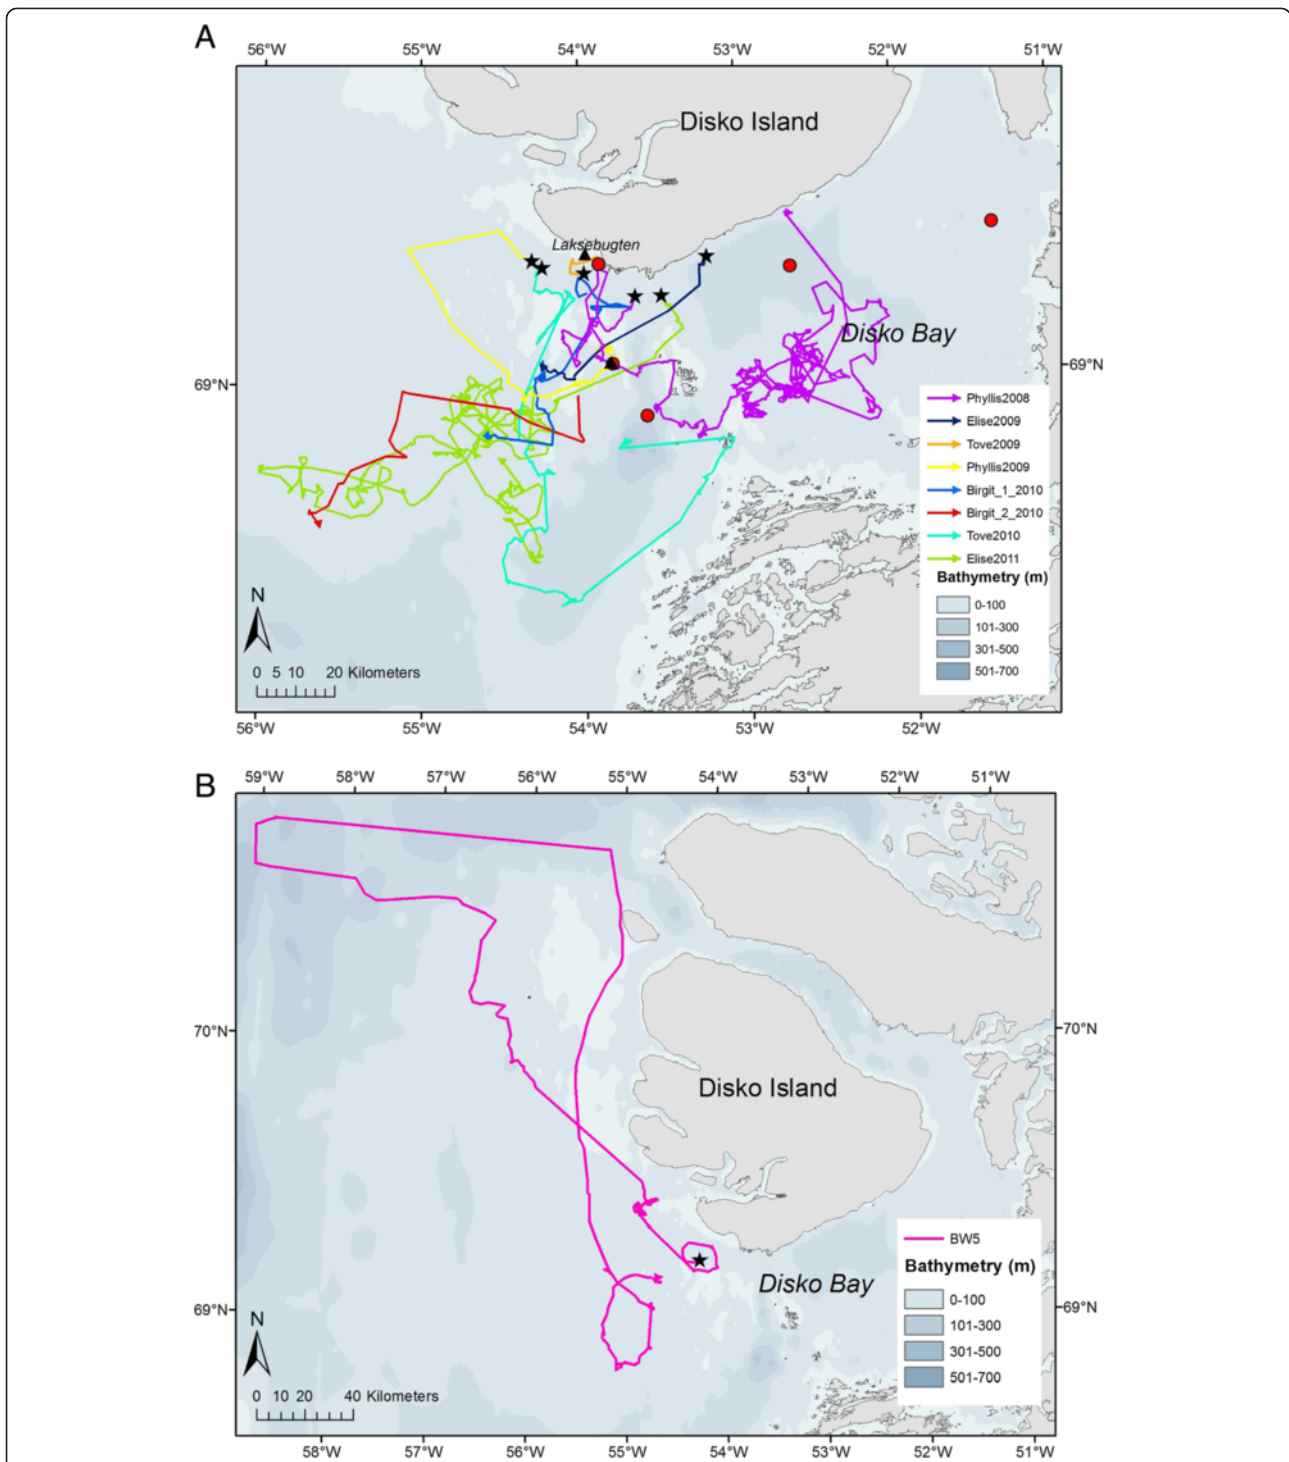 A
56°W 55°W 54°W 53°W 52°W 51°W
Disko Island
Laksebugten
Disko Bay
69°N 69°N
Phyllis2008
Elise2009
Tove2009
Phyllis2009
Birgit_1_2010
Birgit_2_2010
Tove2010
Elise2011
Bathymetry (m)
0-100
101-300
301-500
501-700
N
0 5 10 20 Kilometers
56°W 55°W 54°W 53°W 52°W
B
59°W 58°W 57°W 56°W 55°W 54°W 53°W 52°W 51°W
70°N 70°N
Disko Island
Disko Bay
69°N 69°N
BW5
Bathymetry (m)
0-100
101-300
301-500
501-700
N
0 10 20 40 Kilometers
58°W 57°W 56°W 55°W 54°W 53°W 52°W 51°W